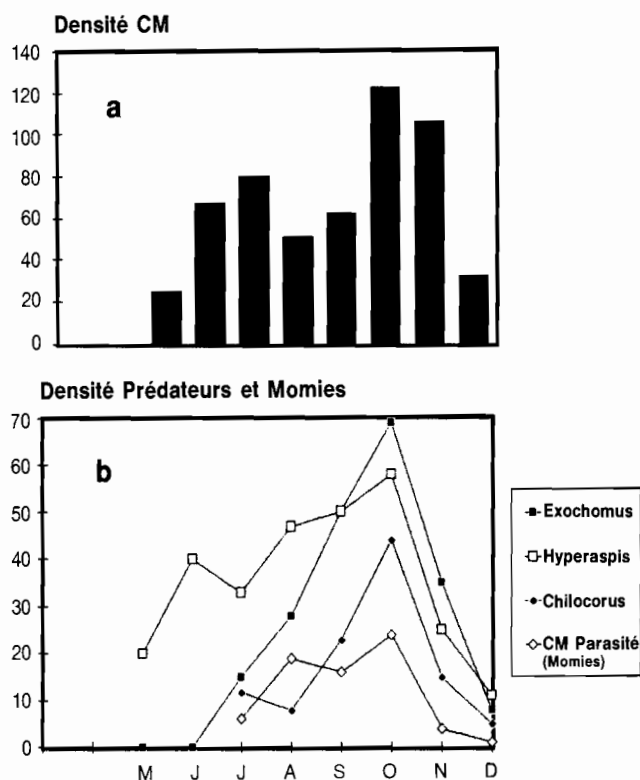 Densité CM
140
120
100
80
60
40
20
0
a
Densité Prédateurs et Momies
70
60
50
40
30
20
10
0
b
M J J A S O N D
Exochomus
Hyperaspis
Chilocorus
CM Parasité
(Momies)